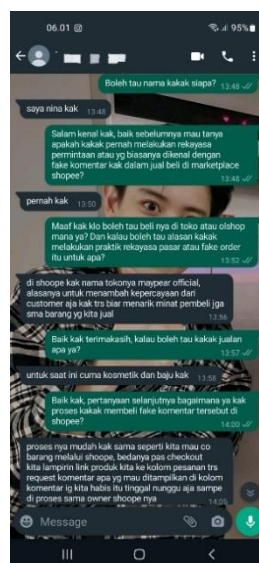 06.01
95%
Boleh tau nama kakak siapa? 13:48
saya nina kak 13:48
Salam kenal kak, baik sebelumnya mau tanya
apakah kakak pernah melakukan rekayasa
permintaan atau yg biasanya dikenal dengan
fake komentar kak dalam jual beli di marketplace
shopee?
13:48
pernah kak 13:50
Maaf kak klo boleh tau beli nya di toko atau olshop
mana ya? Dan kalau boleh tau alasan kakak
melakukan praktik rekayasa pasar atau fake order
itu untuk apa?
13:52
di shoope kak nama tokonya maypear official,
alasanya untuk menambah kepercayaan dari
customer aja kak trs biar menarik minat pembeli jga
sma barang yg kita jual
13:56
Baik kak terimakasih, kalau boleh tau kakak jualan
apa ya?
13:57
untuk saat ini cuma kosmetik dan baju kak 13:58
Baik kak, pertanyaan selanjutnya bagaimana ya kak
proses kakak membeli fake komentar tersebut di
shopee?
14:00
proses nya mudah kak sama seperti kita mau co
barang melalui shoope, bedanya pas checkout
kita lampirin link produk kita ke kolom pesanan trs
request komentar apa yg mau ditampilkan di kolom
komentar ig kita habis itu tinggal nunggu aja sampe
di proses sama owner shoope nya
14:05
Message